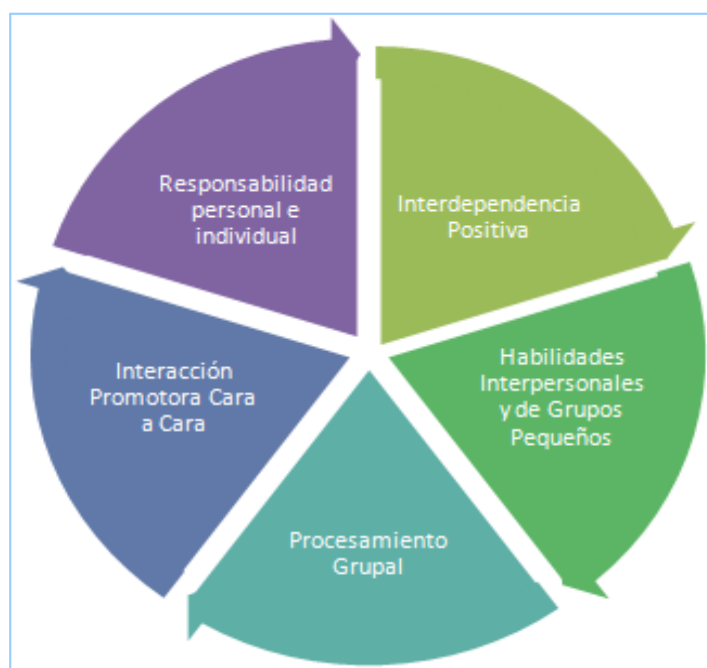 Responsabilidad
personal e
individual
Interdependencia
Positiva
Habilidades
Interpersonales
y de Grupos
Pequeños
Procesamiento
Grupal
Interacción
Promotora Cara
a Cara